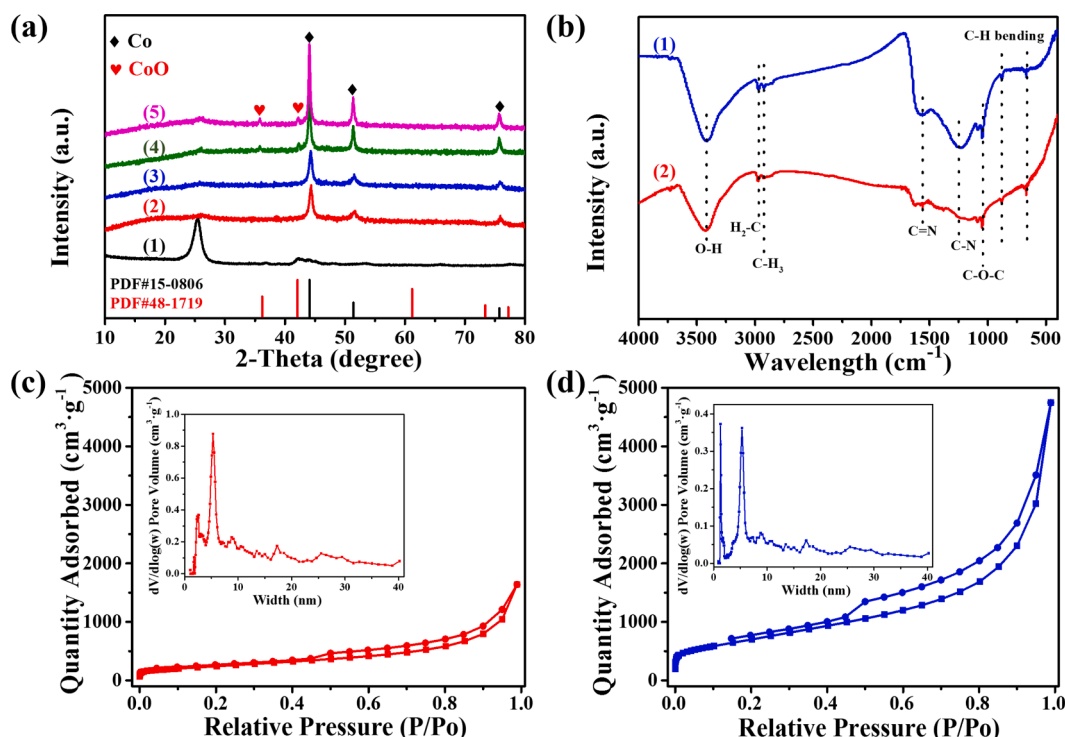 (a)
♦ Co
♥ CoO
(5)
(4)
(3)
(2)
(1)
PDF#15-0806
PDF#48-1719
10 20 30 40 50 60 70 80
2-Theta (degree)
Intensity (a.u.)
(b)
(1)
C-H bending
(2)
O-H
H₂-C
C-H₃
C=N
C-N
C-O-C
4000 3500 3000 2500 2000 1500 1000 500
Wavelength (cm⁻¹)
Intensity (a.u.)
(c)
5000
4000
3000
2000
1000
0
Quantity Adsorbed (cm³·g⁻¹)
1.0
0.8
0.6
0.4
0.2
0.0
dV/dlog(w) Pore Volume (cm³·g⁻¹)
0 10 20 30 40
Width (nm)
0.0 0.2 0.4 0.6 0.8 1.0
Relative Pressure (P/Po)
(d)
5000
4000
3000
2000
1000
0
Quantity Adsorbed (cm³·g⁻¹)
0.4
0.3
0.2
0.1
0.0
dV/dlog(w) Pore Volume (cm³·g⁻¹)
0 10 20 30 40
Width (nm)
0.0 0.2 0.4 0.6 0.8 1.0
Relative Pressure (P/Po)